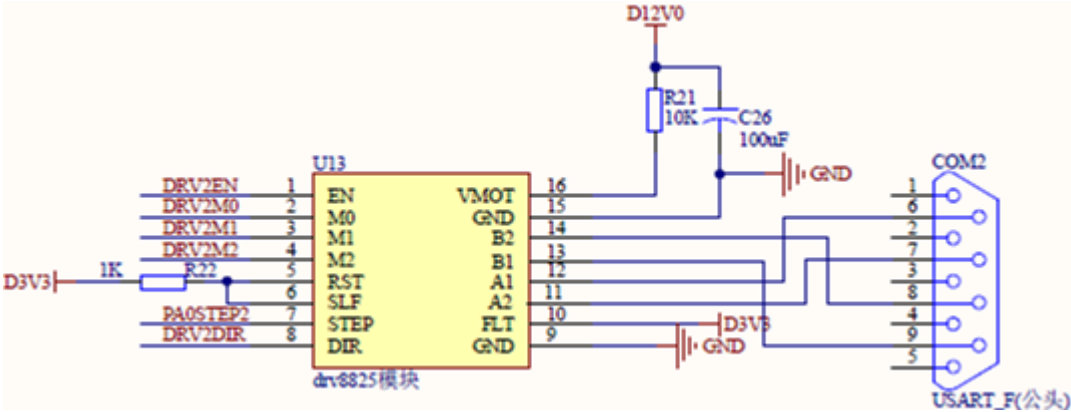 D12V0
R21
10K
C26
100uF
GND
U13
COM2
DRV2EN 1 EN VMOT 16
DRV2M0 2 M0 GND 15
DRV2M1 3 M1 B2 14
DRV2M2 4 M2 B1 13
D3V3 1K R22 5 RST A1 12
6 SLF A2 11
PA0STEP2 7 STEP FLT 10 D3V3
DRV2DIR 8 DIR GND 9 GND
drv8825模块
1
6
2
7
3
8
4
9
5
USART_F(公头)